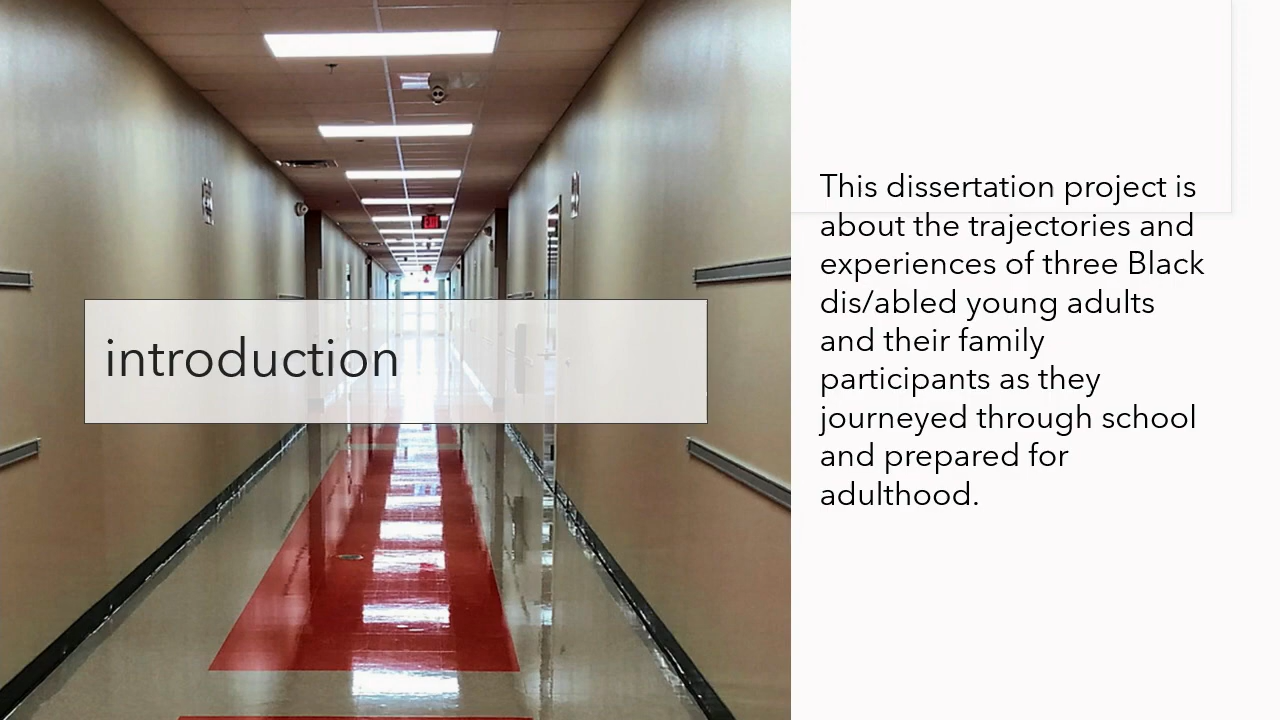 introduction
This dissertation project is
about the trajectories and
experiences of three Black
dis/abled young adults
and their family
participants as they
journeyed through school
and prepared for
adulthood.
EXIT